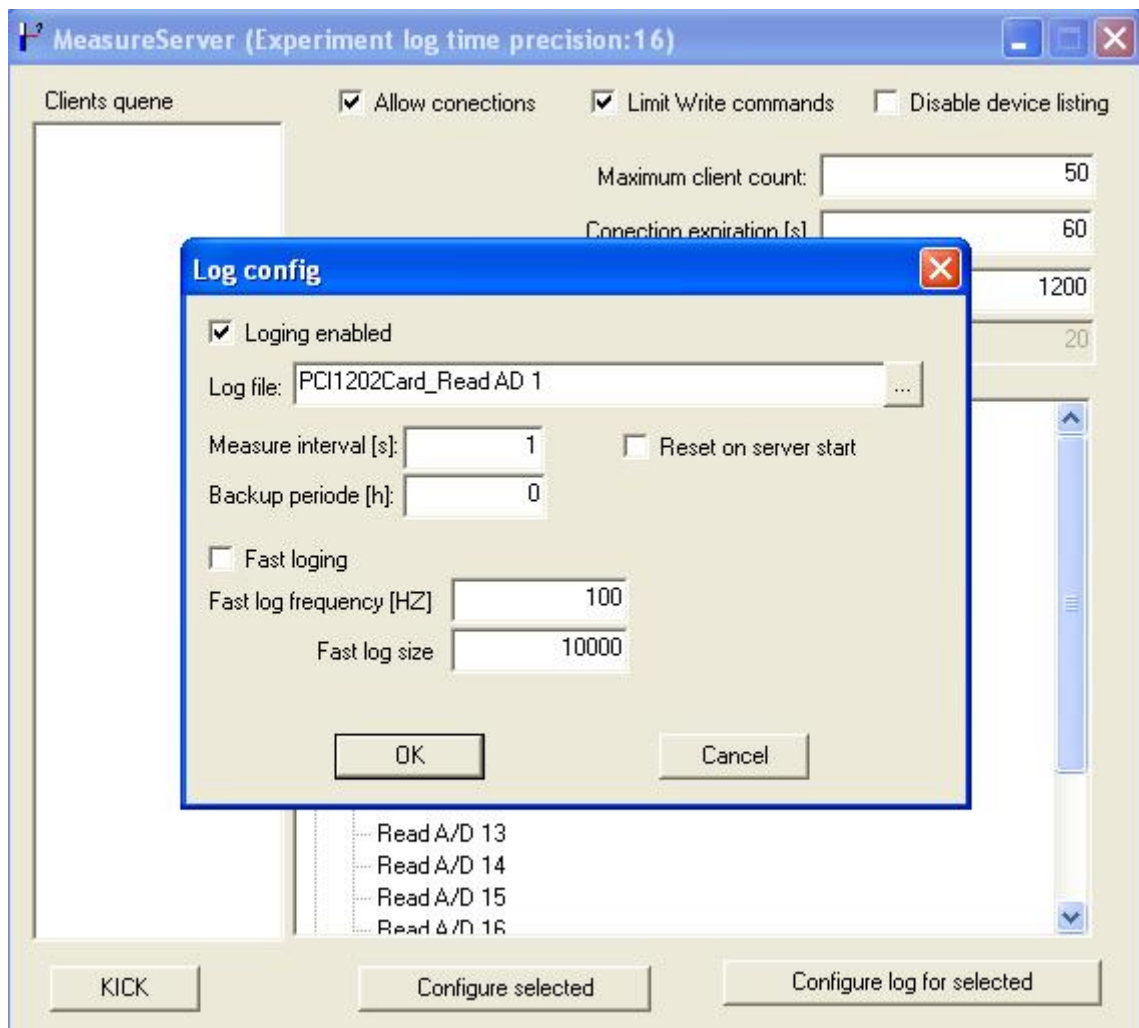 MeasureServer (Experiment log time precision:16)
Clients quene
Allow conections
Limit Write commands
Disable device listing
Maximum client count:
50
Conection expiration [s]
60
1200
20
Log config
Loging enabled
Log file:
PCI1202Card_Read AD 1
...
Measure interval [s]:
1
Reset on server start
Backup periode [h]:
0
Fast loging
Fast log frequency [HZ]
100
Fast log size
10000
OK
Cancel
Read A/D 13
Read A/D 14
Read A/D 15
Read A/D 16
KICK
Configure selected
Configure log for selected